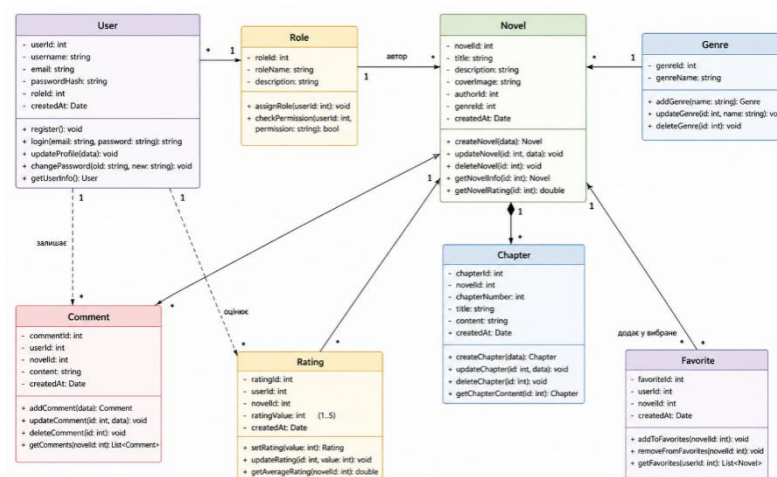 User
- userId: int
- username: string
- email: string
- passwordHash: string
- roleId: int
- createdAt: Date
+ register(): void
+ login(email: string, password: string): string
+ updateProfile(data): void
+ changePassword(old: string, new: string): void
+ getUserInfo(): User
* 1
Role
- roleId: int
- roleName: string
- description: string
+ assignRole(userId: int): void
+ checkPermission(userId: int,
permission: string): bool
автор
1 *
Novel
- novelId: int
- title: string
- description: string
- coverImage: string
- authorId: int
- genreId: int
- createdAt: Date
+ createNovel(data): Novel
+ updateNovel(id: int, data): void
+ deleteNovel(id: int): void
+ getNovelInfo(id: int): Novel
+ getNovelRating(id: int): double
* 1
Genre
- genreId: int
- genreName: string
+ addGenre(name: string): Genre
+ updateGenre(id: int, name: string): vo
+ deleteGenre(id: int): void
1 1
1 1 1
залишає
оцінює
* * * *
Comment
- commentId: int
- userId: int
- novelId: int
- content: string
- createdAt: Date
+ addComment(data): Comment
+ updateComment(id: int, data): void
+ deleteComment(id: int): void
+ getComments(novelId: int): List<Comment>
Rating
- ratingId: int
- userId: int
- novelId: int
- ratingValue: int (1..5)
- createdAt: Date
+ setRating(value: int): Rating
+ updateRating(id: int, value: int): void
+ getAverageRating(novelId: int): double
*
Chapter
- chapterId: int
- novelId: int
- chapterNumber: int
- title: string
- content: string
- createdAt: Date
+ createChapter(data): Chapter
+ updateChapter(id: int, data): void
+ deleteChapter(id: int): void
+ getChapterContent(id: int): Chapter
додає у вибране
* *
Favorite
- favoriteId: int
- userId: int
- novelId: int
- createdAt: Date
+ addToFavorites(novelId: int): void
+ removeFromFavorites(novelId: int): void
+ getFavorites(userId: int): List<Novel>